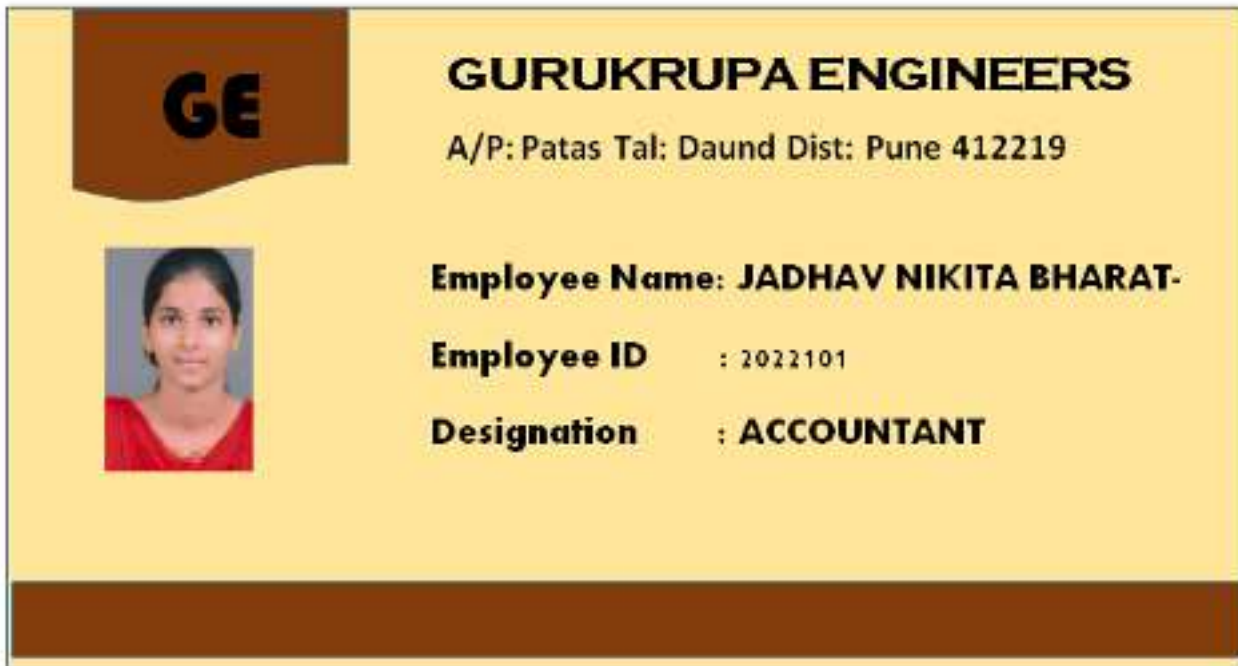 GE
GURUKRUPA ENGINEERS
A/P: Patas Tal: Daund Dist: Pune 412219
Employee Name: JADHAV NIKITA BHARAT-
Employee ID : 2022101
Designation : ACCOUNTANT